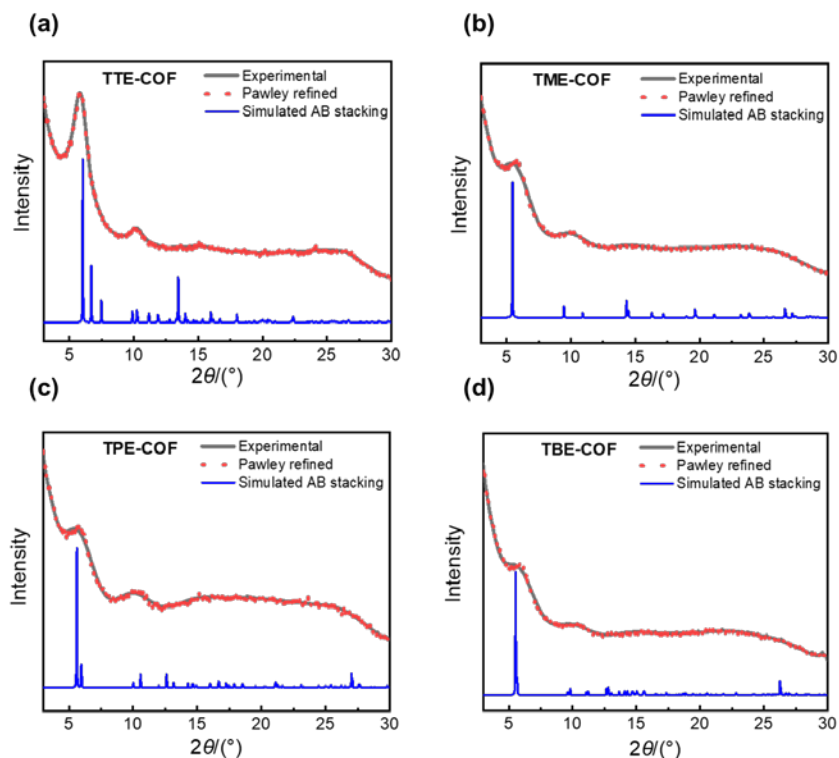 (a)
TTE-COF
Experimental
Pawley refined
Simulated AB stacking
Intensity
5 10 15 20 25 30
2θ/(°)
(b)
TME-COF
Experimental
Pawley refined
Simulated AB stacking
Intensity
5 10 15 20 25 30
2θ/(°)
(c)
TPE-COF
Experimental
Pawley refined
Simulated AB stacking
Intensity
5 10 15 20 25 30
2θ/(°)
(d)
TBE-COF
Experimental
Pawley refined
Simulated AB stacking
Intensity
5 10 15 20 25 30
2θ/(°)